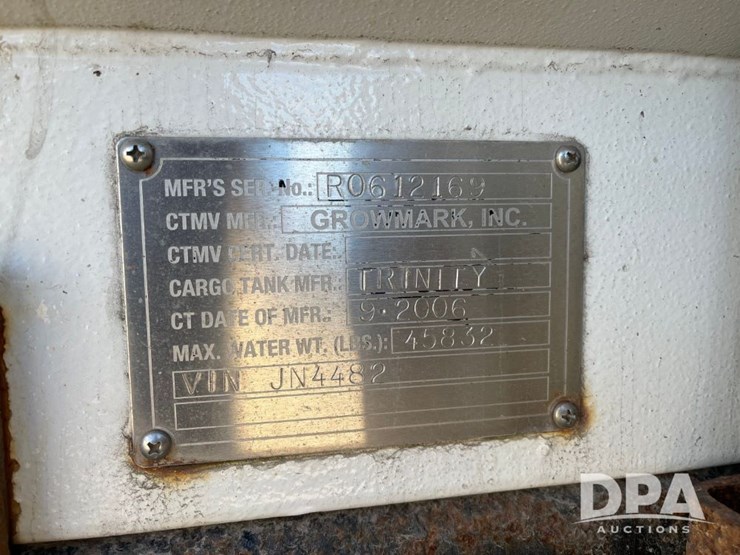 MFR'S SER. No.: R0612169
CTMV MFR.: GROWMARK, INC.
CTMV CERT. DATE:
CARGO TANK MFR.: TRINITY
CT DATE OF MFR.: 9-2006
MAX. WATER WT. (LBS.): 45832
VIN JN4482
DPA
AUCTIONS